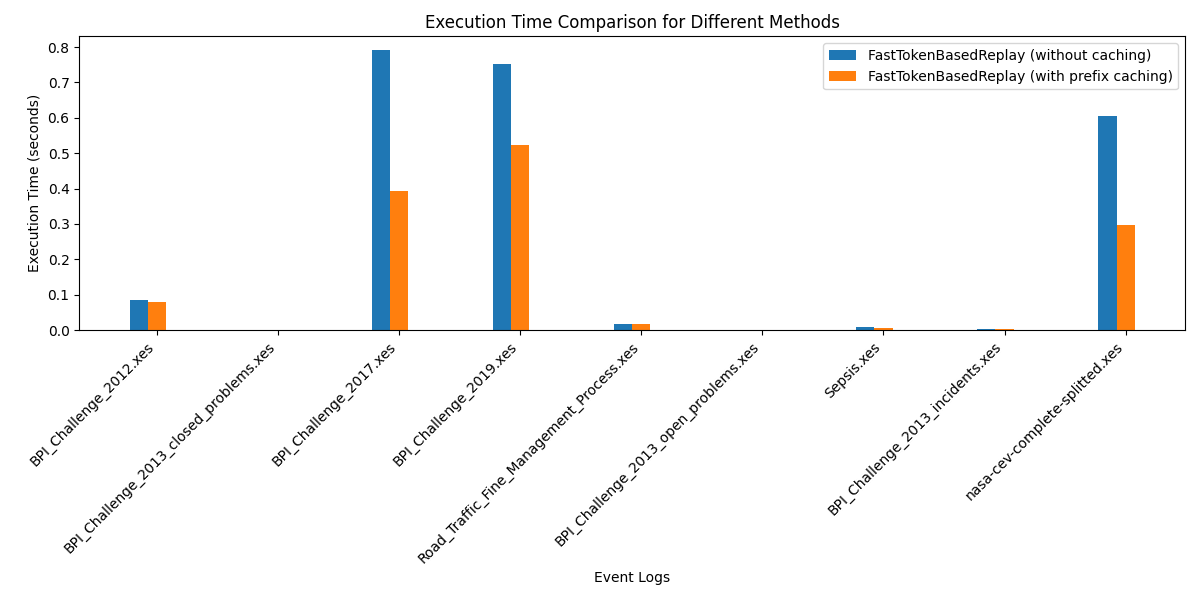 Execution Time Comparison for Different Methods
FastTokenBasedReplay (without caching)
FastTokenBasedReplay (with prefix caching)
Execution Time (seconds)
0.8
0.7
0.6
0.5
0.4
0.3
0.2
0.1
0.0
BPI_Challenge_2012.xes
BPI_Challenge_2013_closed_problems.xes
BPI_Challenge_2017.xes
BPI_Challenge_2019.xes
Road_Traffic_Fine_Management_Process.xes
BPI_Challenge_2013_open_problems.xes
Sepsis.xes
BPI_Challenge_2013_incidents.xes
nasa-cev-complete-splitted.xes
Event Logs